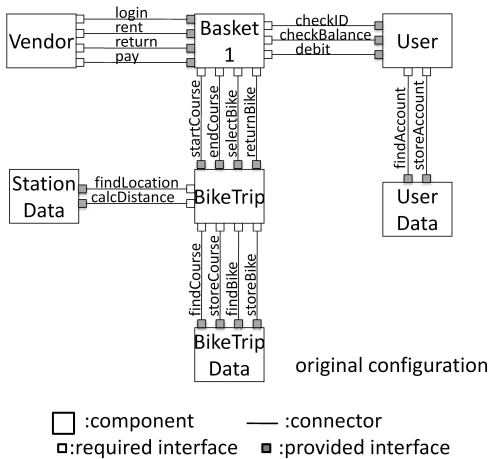 login
rent
return
pay
Vendor
Basket
1
checkID
checkBalance
debit
User
startCourse
endCourse
selectBike
returnBike
findAccount
storeAccount
Station
Data
findLocation
calcDistance
BikeTrip
User
Data
findCourse
storeCourse
findBike
storeBike
BikeTrip
Data
original configuration
:component
:connector
:required interface
:provided interface